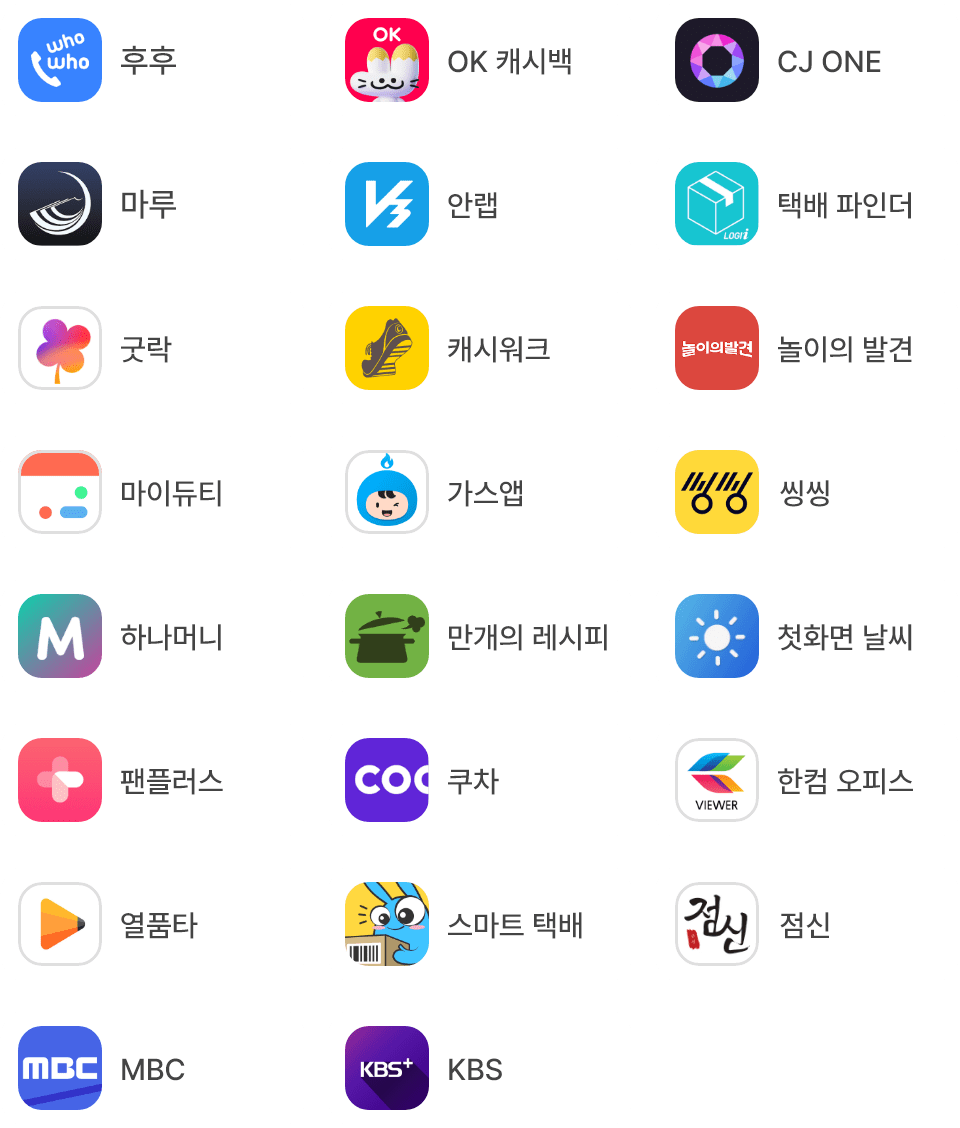 who
who
후후
OK
OK 캐시백
CJ ONE
마루
V3
안랩
LOGii
택배 파인더
굿락
캐시워크
놀이의발견
놀이의 발견
마이듀티
가스앱
씽씽
M
하나머니
만개의 레시피
첫화면 날씨
팬플러스
COO
쿠차
VIEWER
한컴 오피스
열품타
스마트 택배
점신
점신
MBC
MBC
KBS+
KBS